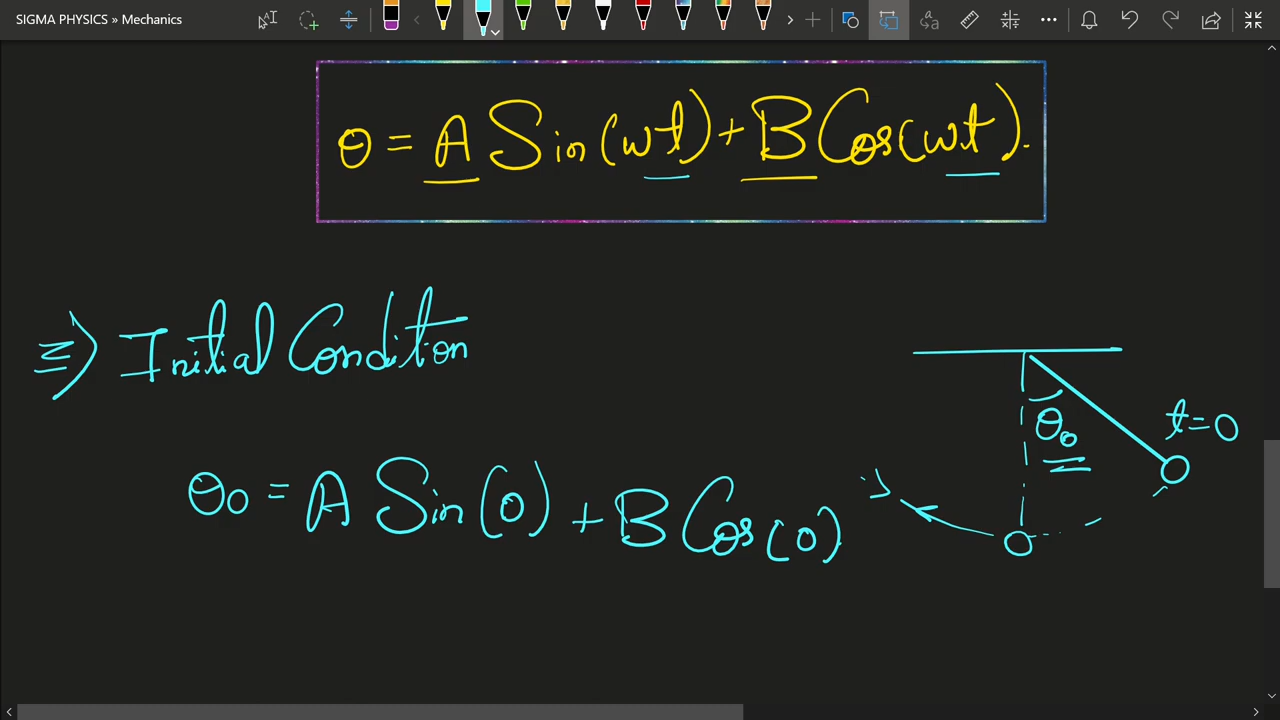 SIGMA PHYSICS » Mechanics
θ = A Sin(wt) + B Cos(wt).
=> Initial Condition
t=0
θ0
θ0 = A Sin(0) + B Cos(0)